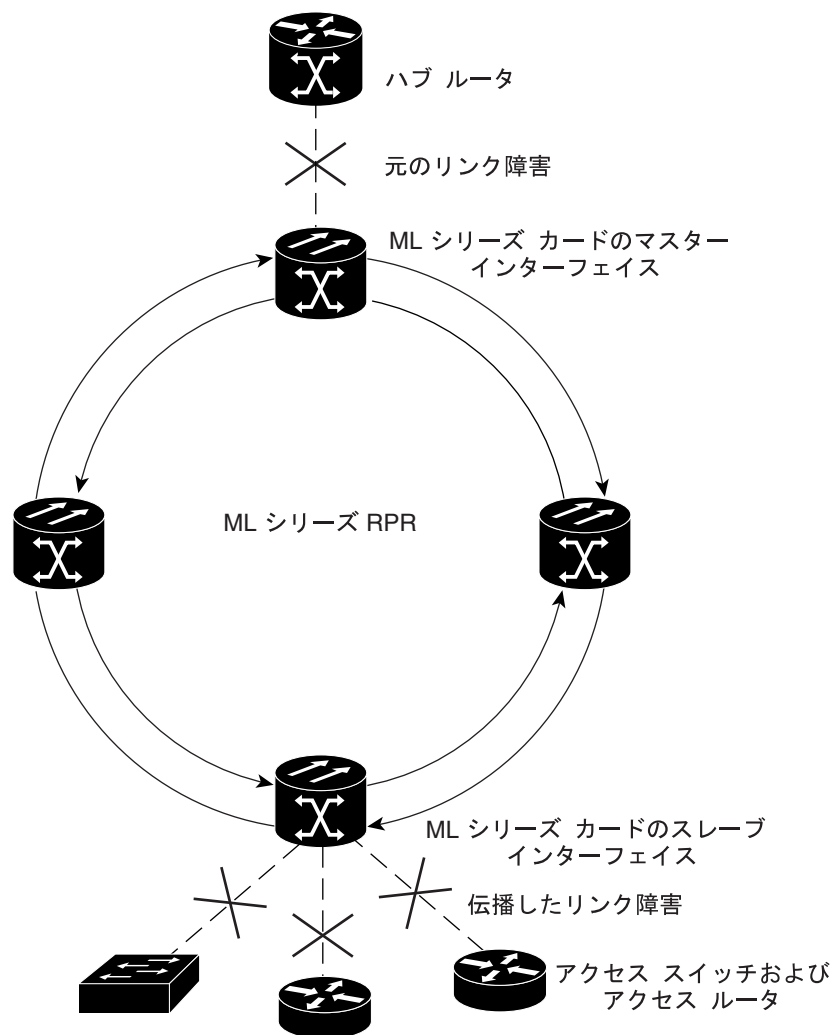 ハブ ルータ
元のリンク障害
ML シリーズ カードのマスター
インターフェイス
ML シリーズ RPR
ML シリーズ カードのスレーブ
インターフェイス
伝播したリンク障害
アクセス スイッチおよび
アクセス ルータ